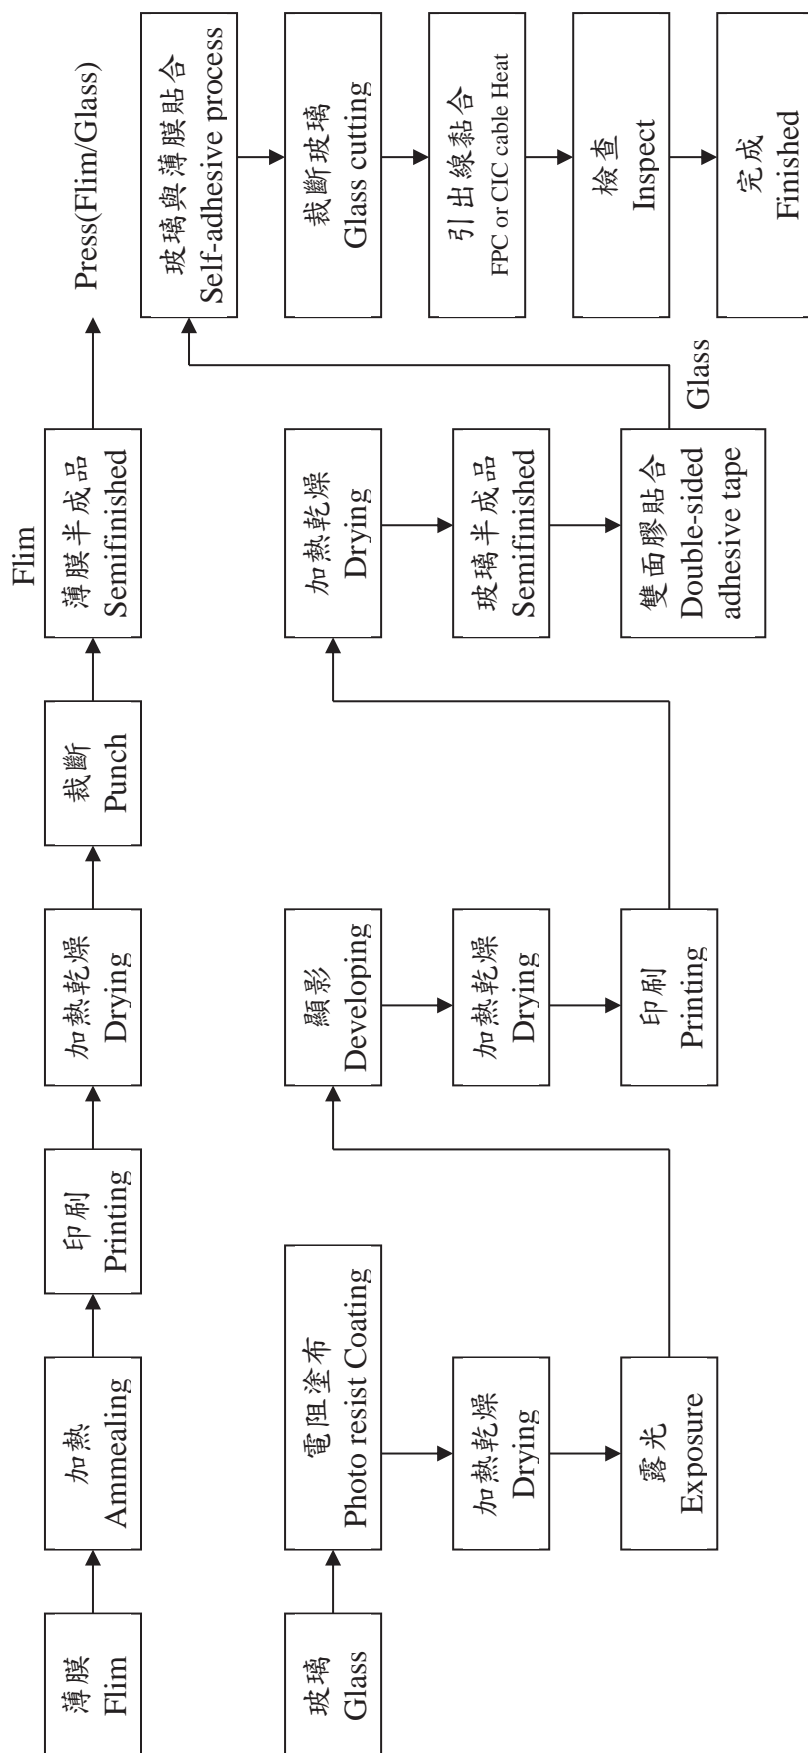 薄膜
Flim
加熱
Ammealing
印刷
Printing
加熱乾燥
Drying
裁斷
Punch
Flim
薄膜半成品
Semifinished
Press(Flim/Glass)
玻璃
Glass
電阻塗布
Photo resist Coating
加熱乾燥
Drying
露光
Exposure
顯影
Developing
加熱乾燥
Drying
印刷
Printing
加熱乾燥
Drying
玻璃半成品
Semifinished
雙面膠貼合
Double-sided
adhesive tape
Glass
玻璃與薄膜貼合
Self-adhesive process
裁斷玻璃
Glass cutting
引出線黏合
FPC or CIC cable Heat
檢查
Inspect
完成
Finished